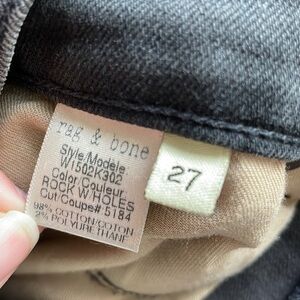 rag & bone
Style/Modele:
W1502K302
Color/Couleur:
ROCK W HOLES
Cut/Coupe# 5184
98% COTTON/COTON
2% POLYURETHANE
27